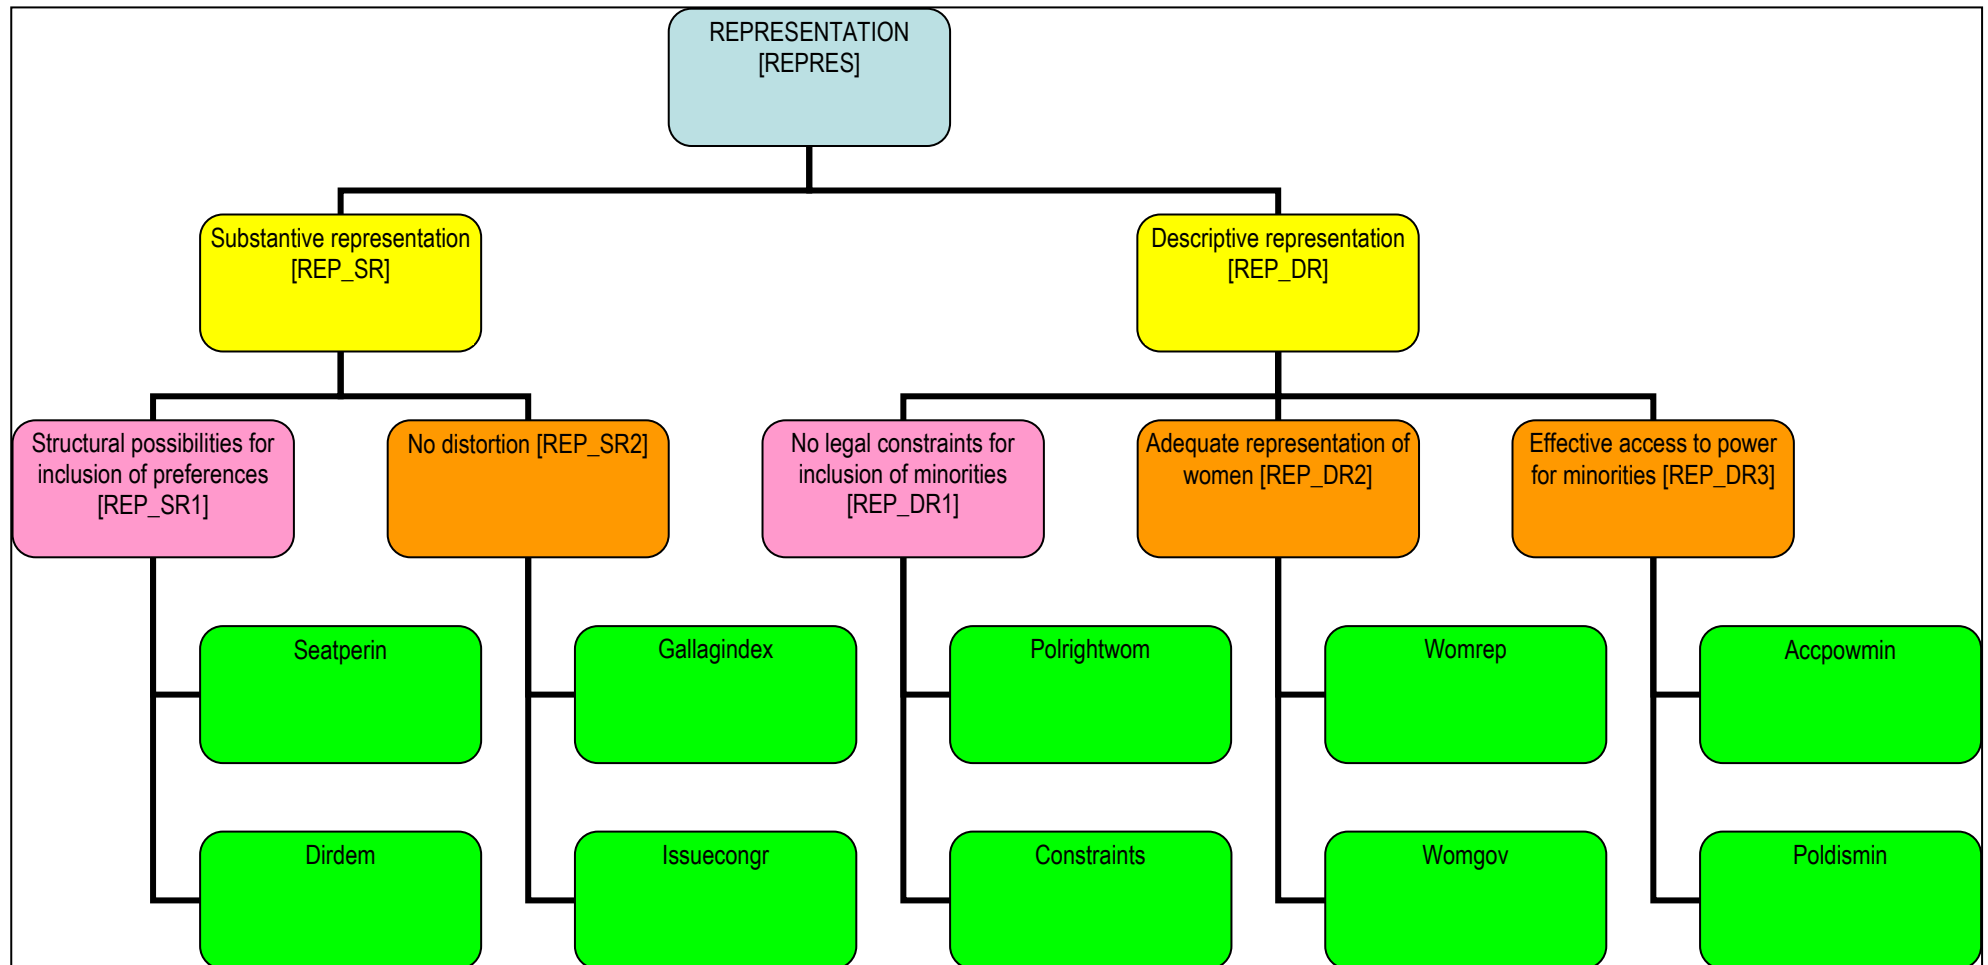 REPRESENTATION
[REPRES]
Substantive representation
[REP_SR]
Descriptive representation
[REP_DR]
Structural possibilities for
inclusion of preferences
[REP_SR1]
No distortion [REP_SR2]
No legal constraints for
inclusion of minorities
[REP_DR1]
Adequate representation of
women [REP_DR2]
Effective access to power
for minorities [REP_DR3]
Seatperin
Gallagindex
Polrightwom
Womrep
Accpowmin
Dirdem
Issuecongr
Constraints
Womgov
Poldismin